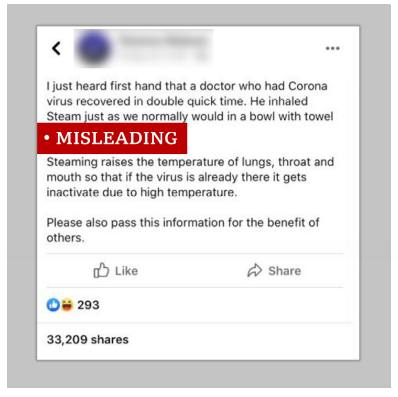 I just heard first hand that a doctor who had Corona
virus recovered in double quick time. He inhaled
Steam just as we normally would in a bowl with towel
• MISLEADING
Steaming raises the temperature of lungs, throat and
mouth so that if the virus is already there it gets
inactivate due to high temperature.
Please also pass this information for the benefit of
others.
Like Share
293
33,209 shares